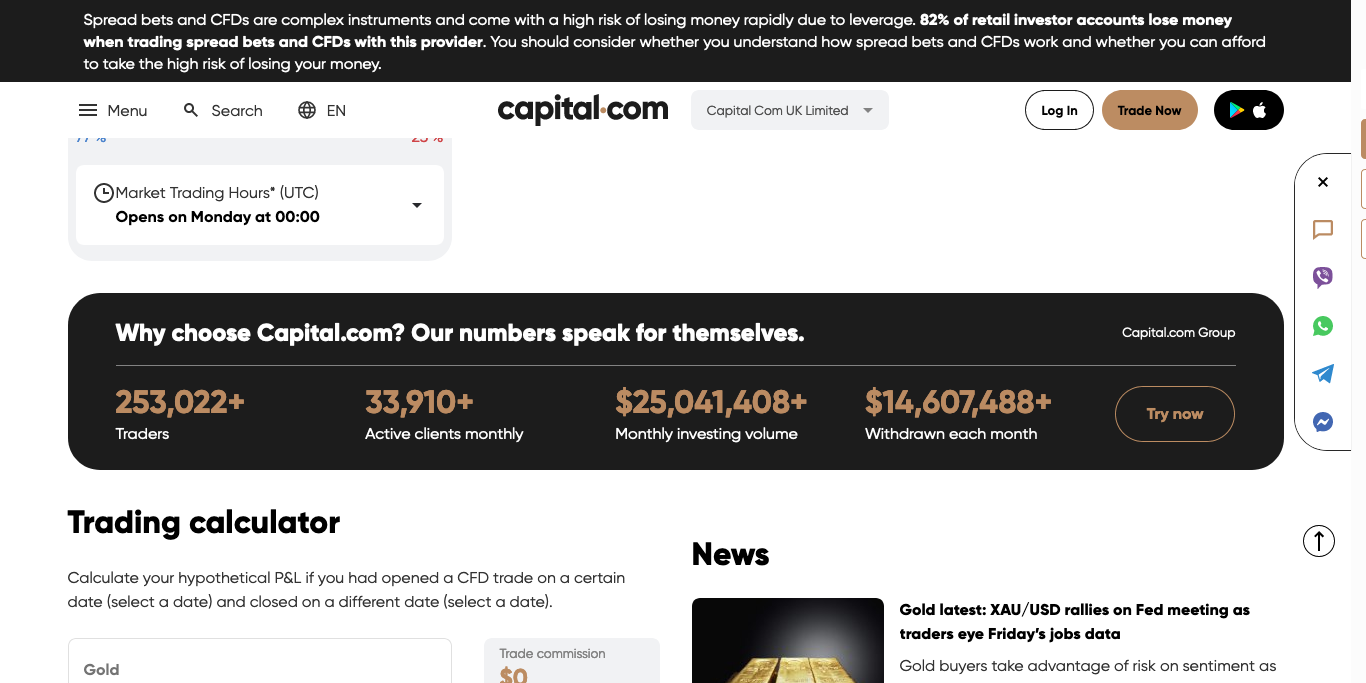 Spread bets and CFDs are complex instruments and come with a high risk of losing money rapidly due to leverage. 82% of retail investor accounts lose money
when trading spread bets and CFDs with this provider. You should consider whether you understand how spread bets and CFDs work and whether you can afford
to take the high risk of losing your money.
Menu
Search
EN
capital.com
Capital Com UK Limited
Log In
Trade Now
Market Trading Hours* (UTC)
Opens on Monday at 00:00
Why choose Capital.com? Our numbers speak for themselves.
Capital.com Group
253,022+
Traders
33,910+
Active clients monthly
$25,041,408+
Monthly investing volume
$14,607,488+
Withdrawn each month
Try now
Trading calculator
Calculate your hypothetical P&L if you had opened a CFD trade on a certain
date (select a date) and closed on a different date (select a date).
Gold
Trade commission
$0
News
Gold latest: XAU/USD rallies on Fed meeting as
traders eye Friday’s jobs data
Gold buyers take advantage of risk on sentiment as